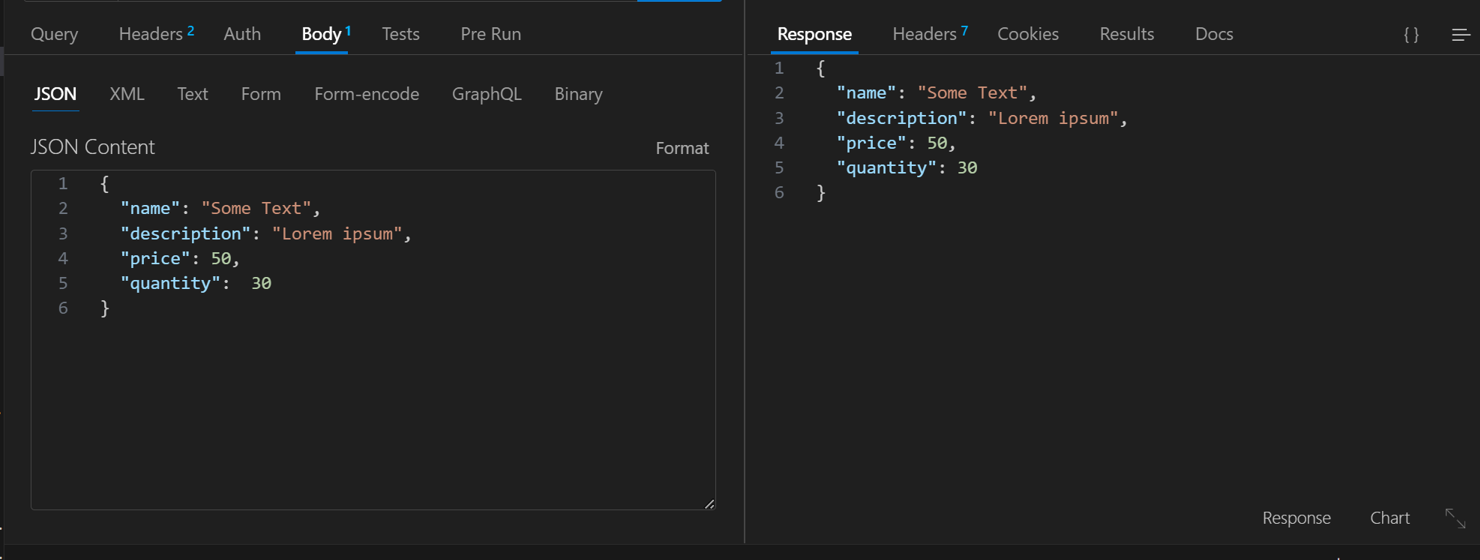 Query Headers 2 Auth Body 1 Tests Pre Run
JSON XML Text Form Form-encode GraphQL Binary
JSON Content Format
1 {
2 "name": "Some Text",
3 "description": "Lorem ipsum",
4 "price": 50,
5 "quantity":  30
6 }
Response Headers 7 Cookies Results Docs { }
1 {
2 "name": "Some Text",
3 "description": "Lorem ipsum",
4 "price": 50,
5 "quantity": 30
6 }
Response Chart